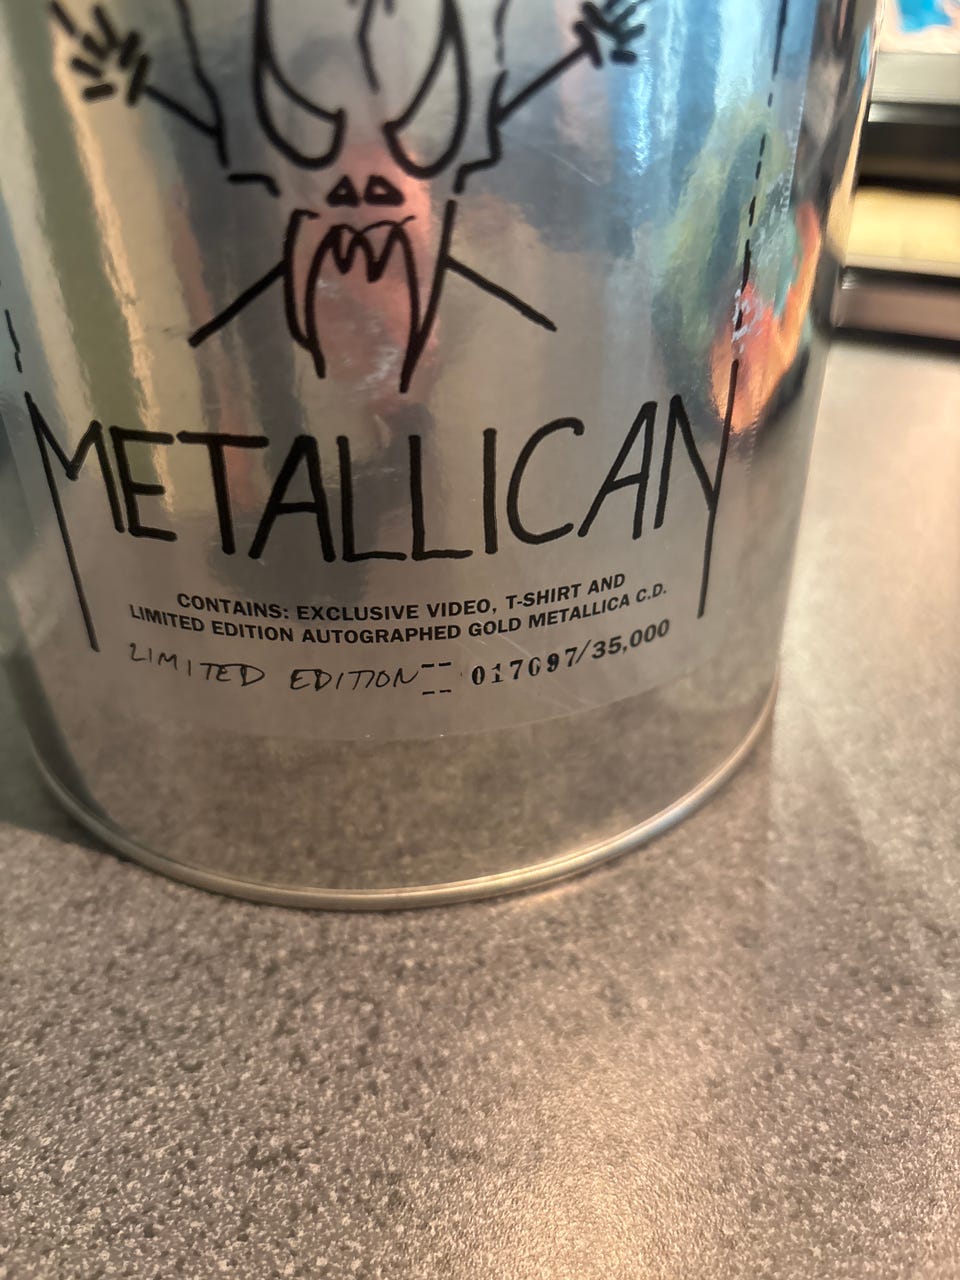 METALLICAN
CONTAINS: EXCLUSIVE VIDEO, T-SHIRT AND
LIMITED EDITION AUTOGRAPHED GOLD METALLICA C.D.
LIMITED EDITION 017097/35,000